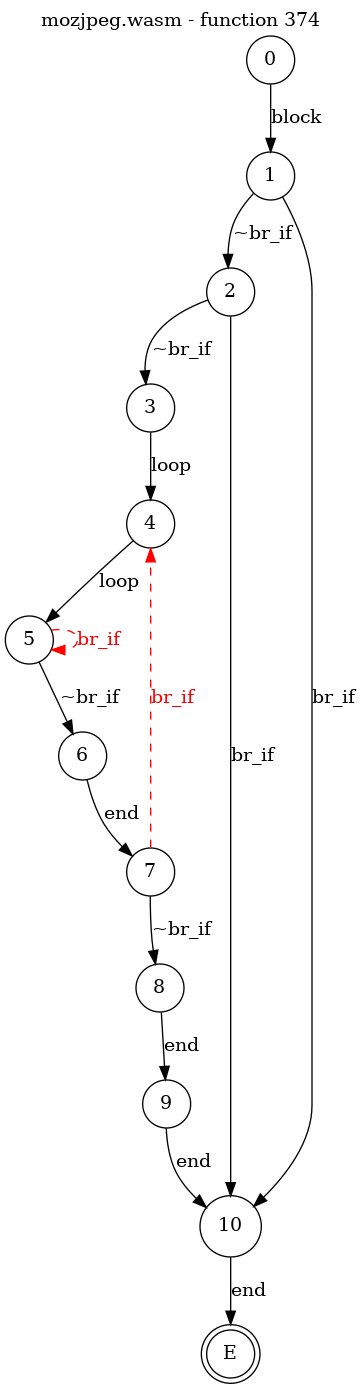 mozjpeg.wasm - function 374
0
block
1
~br_if
2
~br_if
3
loop
4
loop
5
br_if
br_if
br_if
~br_if
6
br_if
end
7
~br_if
8
end
9
end
10
end
E